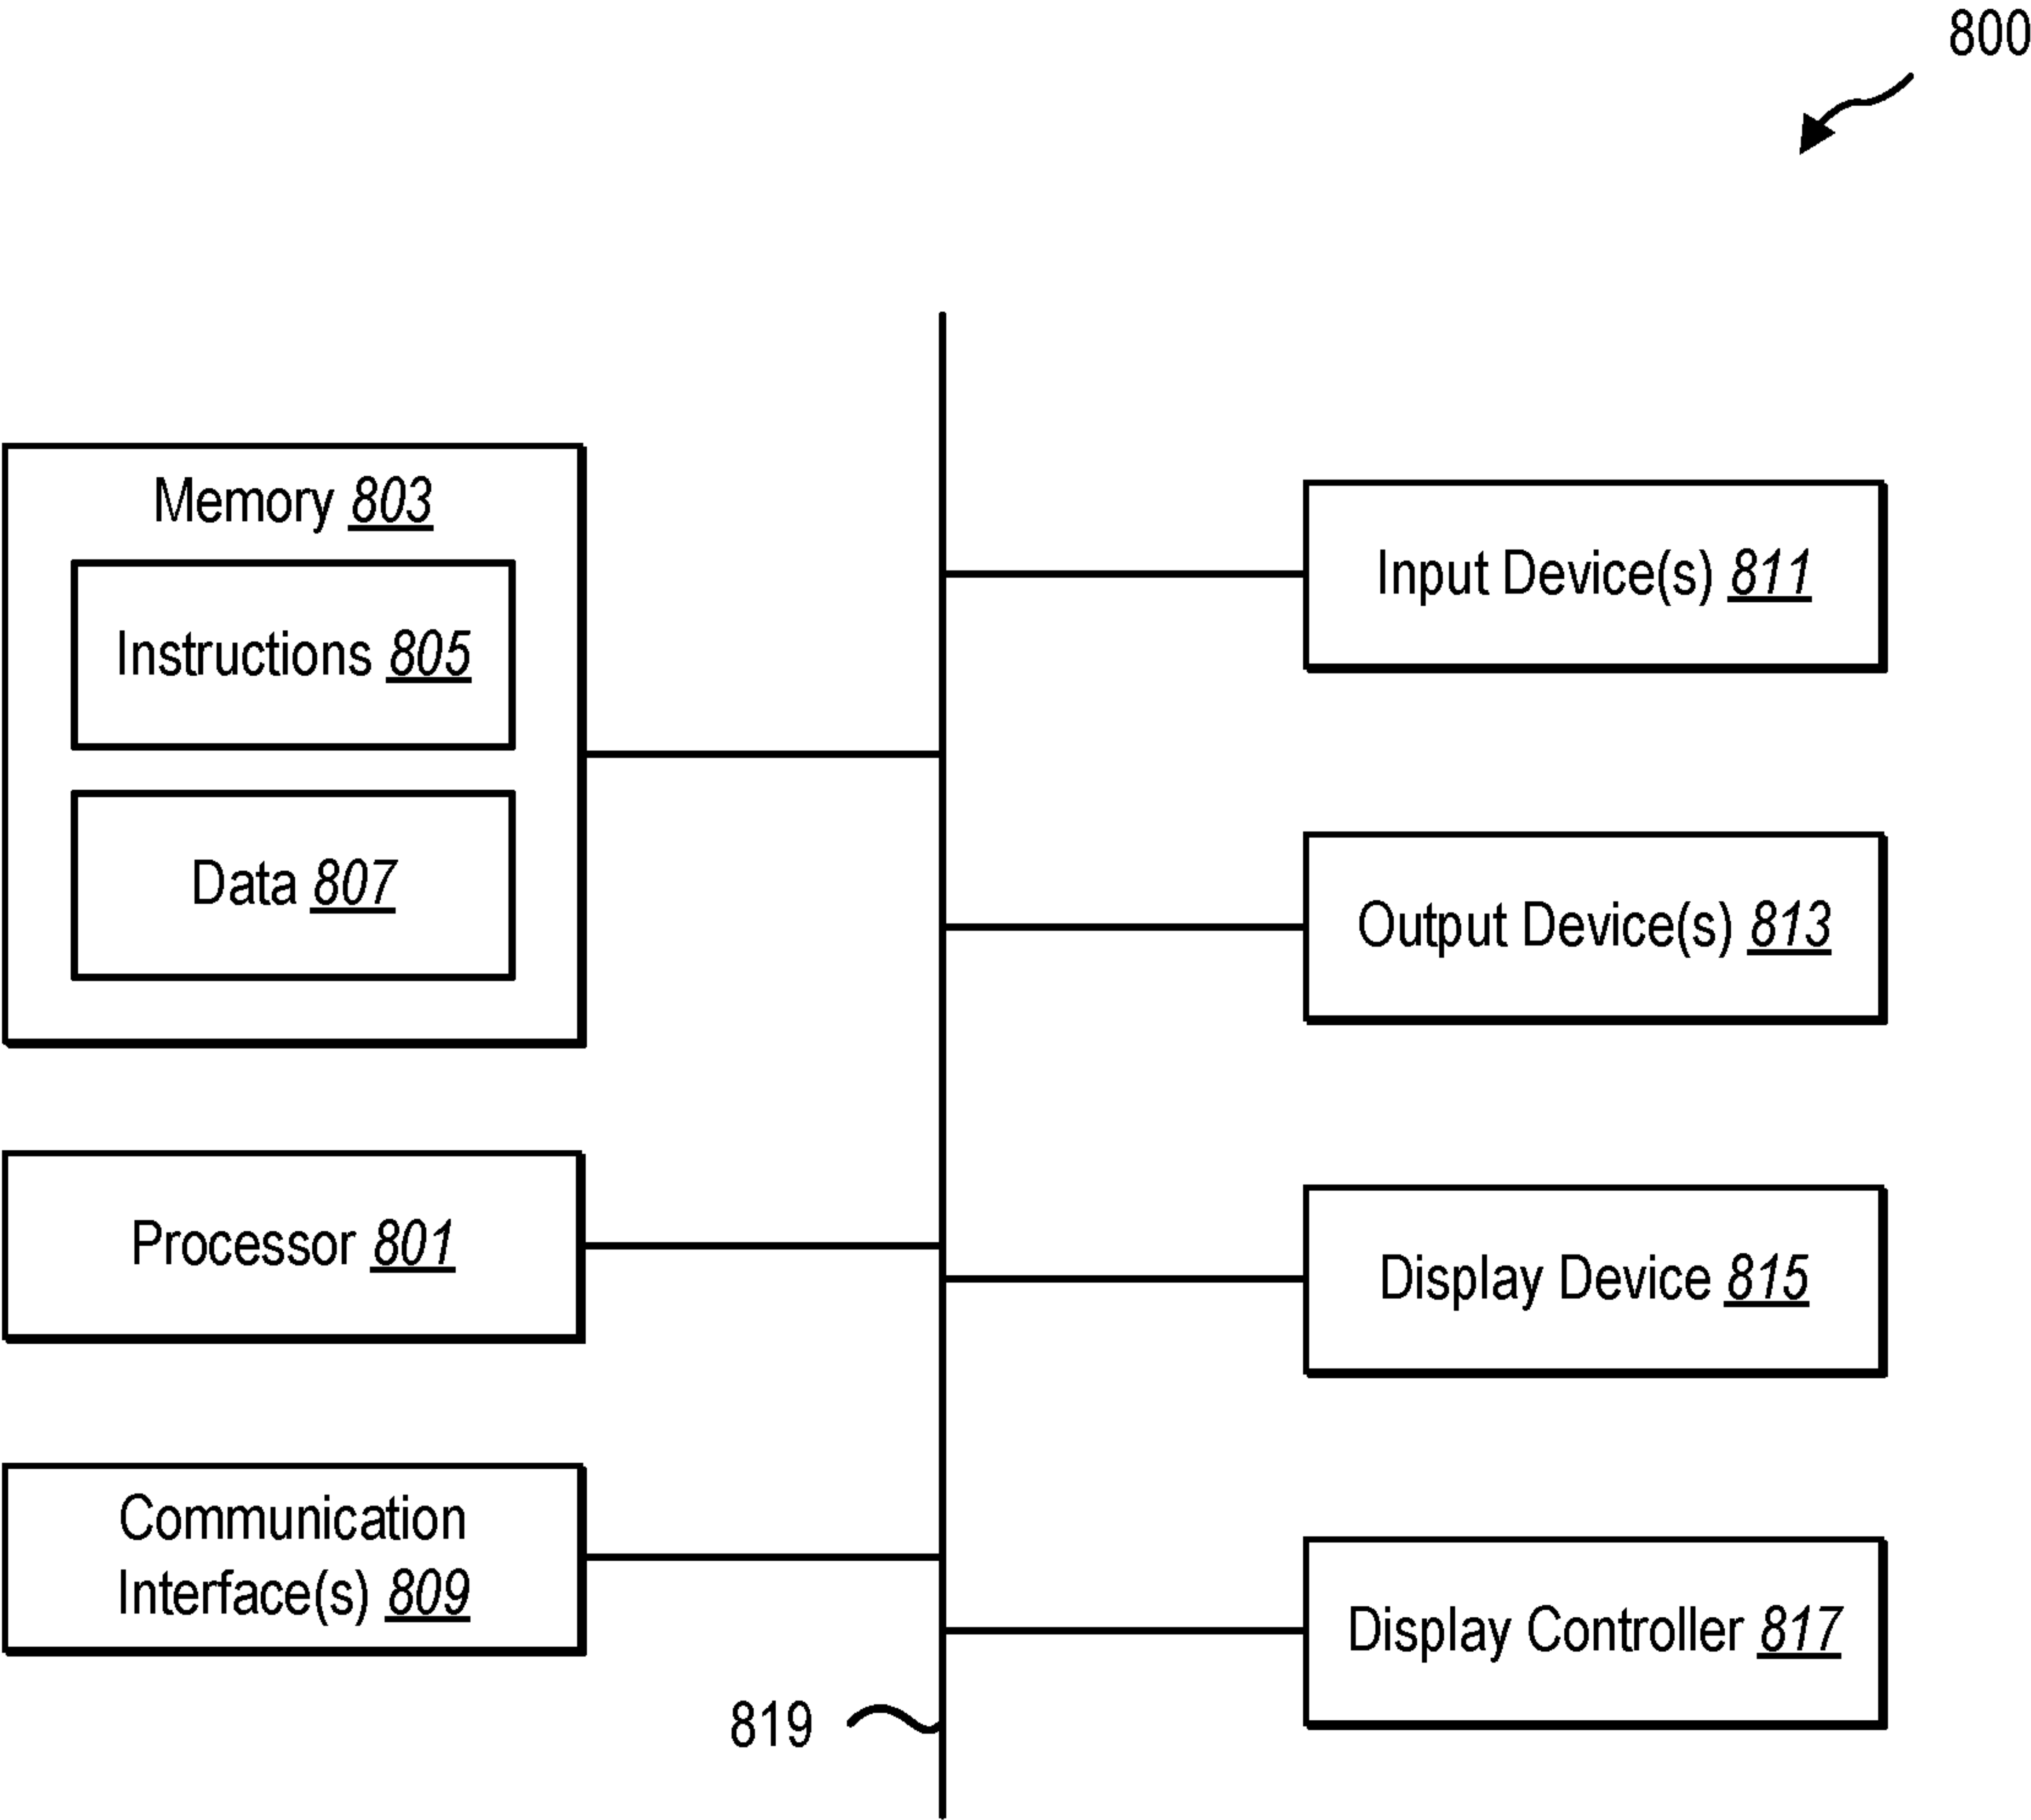 800
Memory 803
Instructions 805
Data 807
Processor 801
Communication
Interface(s) 809
Input Device(s) 811
Output Device(s) 813
Display Device 815
Display Controller 817
819